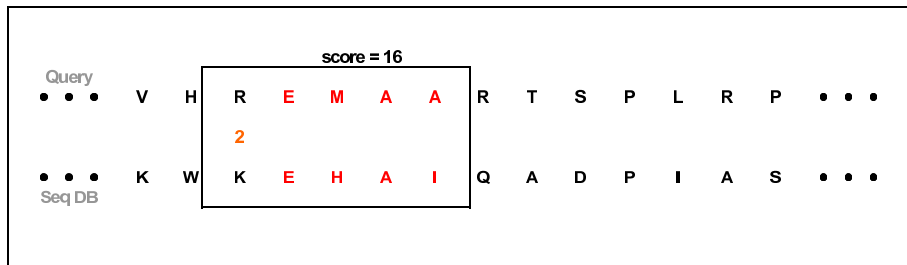 score = 16
Query
• • • V H R E M A A R T S P L R P • • •
2
• • • K W K E H A I Q A D P I A S • • •
Seq DB